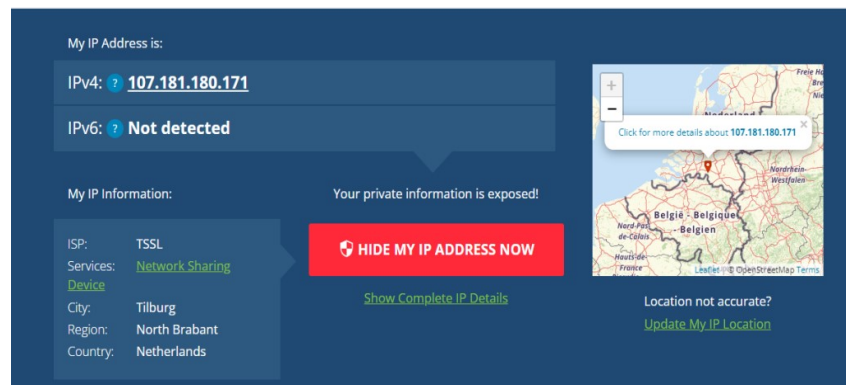 My IP Address is:
IPv4: ? 107.181.180.171
IPv6: ? Not detected
My IP Information:
ISP: TSSL
Services: Network Sharing
Device
City: Tilburg
Region: North Brabant
Country: Netherlands
Your private information is exposed!
HIDE MY IP ADDRESS NOW
Show Complete IP Details
+
−
Click for more details about 107.181.180.171
×
Nederland
Nordrhein-
Westfalen
België - Belgique
- Belgien
Nord-Pas
de-Calais
Hauts-de-
France
Leaflet | © OpenStreetMap Terms
Location not accurate?
Update My IP Location